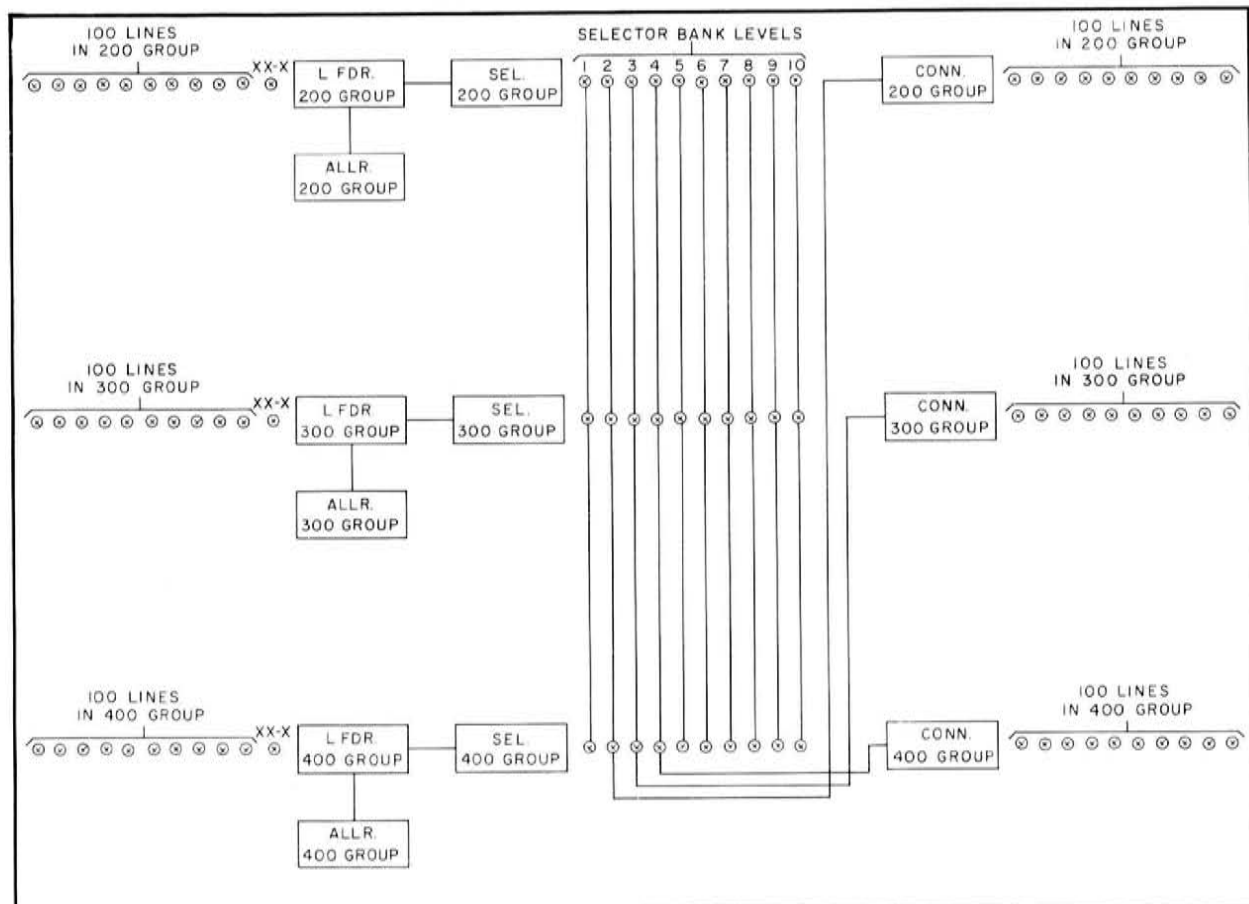 100 LINES
IN 200 GROUP
XX-X
L FDR.
200 GROUP
SEL.
200 GROUP
ALLR.
200 GROUP
SELECTOR BANK LEVELS
1 2 3 4 5 6 7 8 9 10
CONN.
200 GROUP
100 LINES
IN 200 GROUP
100 LINES
IN 300 GROUP
XX-X
L FDR
300 GROUP
SEL.
300 GROUP
ALLR.
300 GROUP
CONN.
300 GROUP
100 LINES
IN 300 GROUP
100 LINES
IN 400 GROUP
XX-X
L FDR.
400 GROUP
SEL.
400 GROUP
ALLR.
400 GROUP
CONN.
400 GROUP
100 LINES
IN 400 GROUP